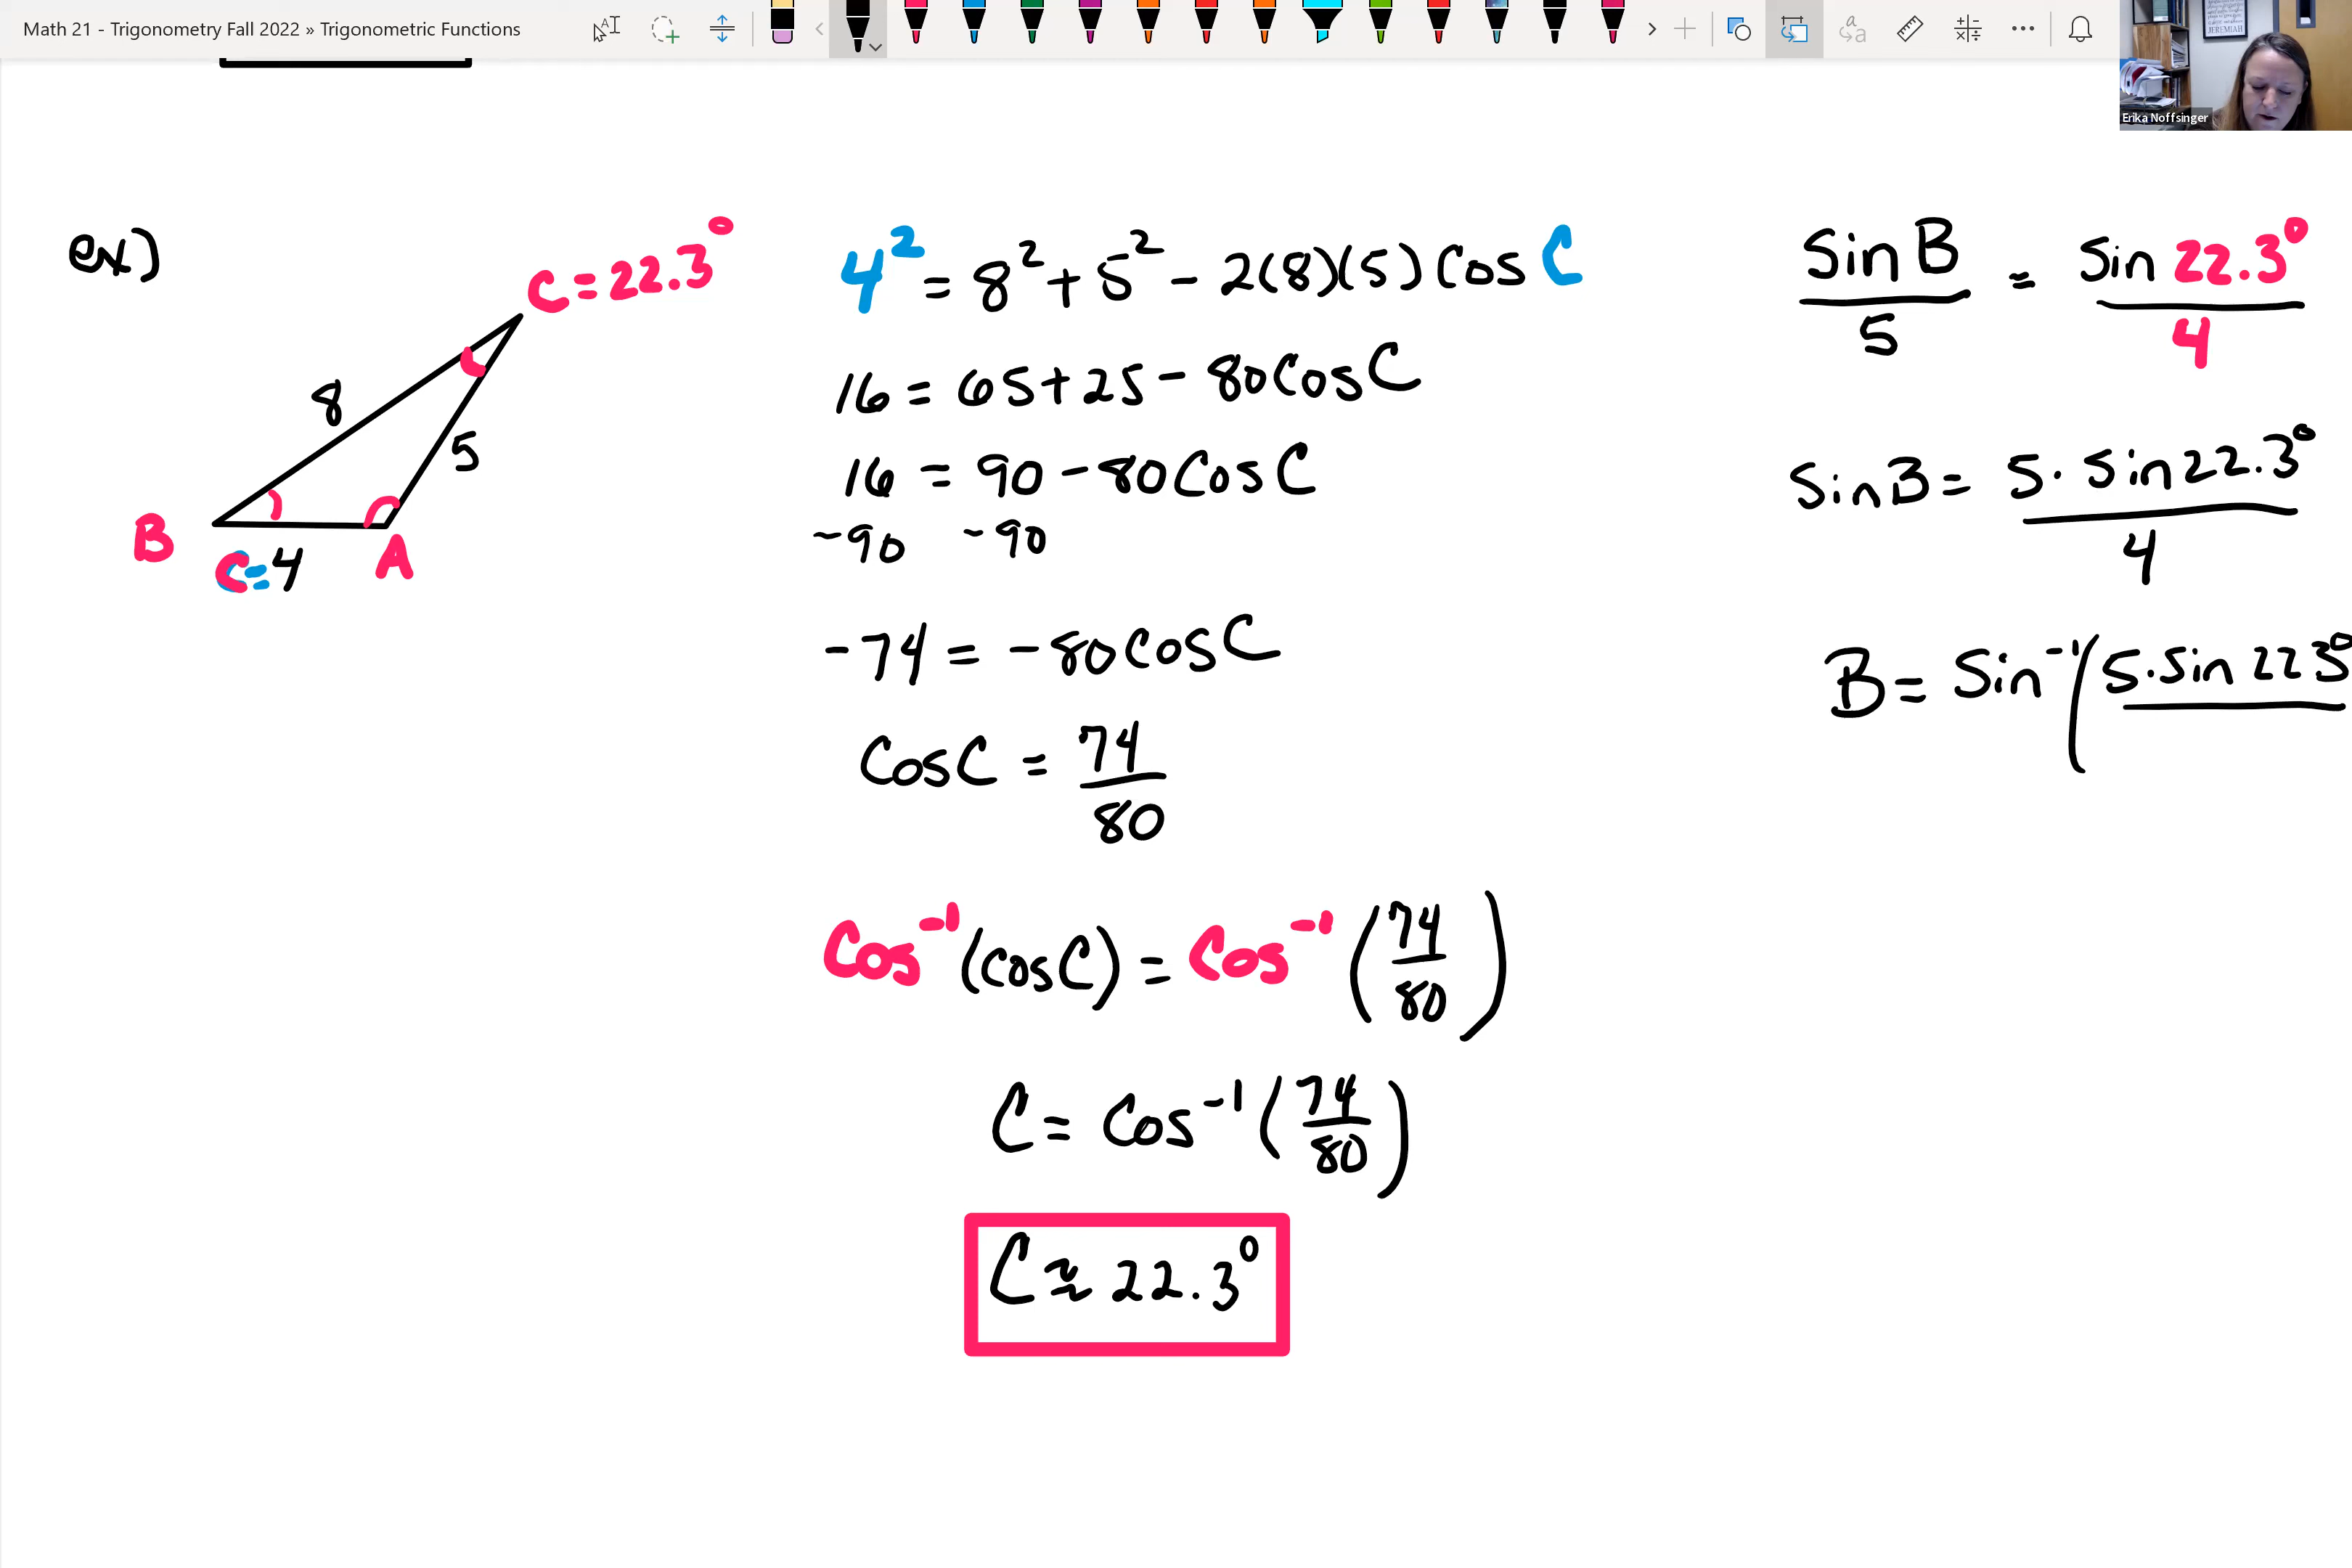 Math 21 - Trigonometry Fall 2022 » Trigonometric Functions
JEREMIAH
Erika Noffsinger
ex)
C = 22.3°
8
5
B
C = 4
A
4² = 8² + 5² - 2(8)(5) Cos C
16 = 65 + 25 - 80 Cos C
16 = 90 - 80 Cos C
-90 -90
-74 = -80 Cos C
Cos C = 74/80
Cos⁻¹ (Cos C) = Cos⁻¹ (74/80)
C = Cos⁻¹ (74/80)
C ≈ 22.3°
Sin B/5 = Sin 22.3°/4
Sin B = 5 · Sin 22.3°/4
B = Sin⁻¹ (5 · Sin 22.3°